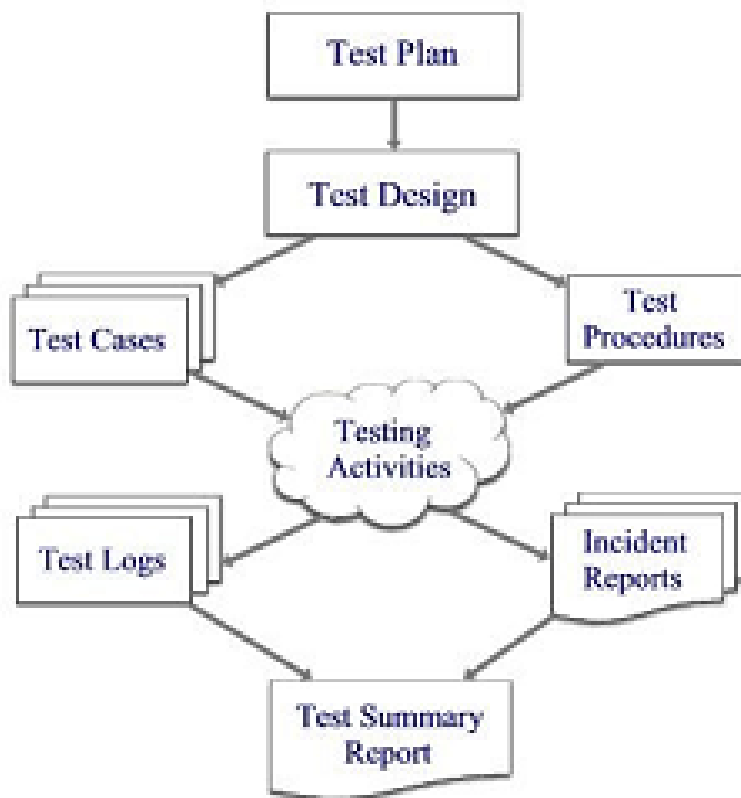 Test Plan
Test Design
Test Cases
Test
Procedures
Testing
Activities
Test Logs
Incident
Reports
Test Summary
Report